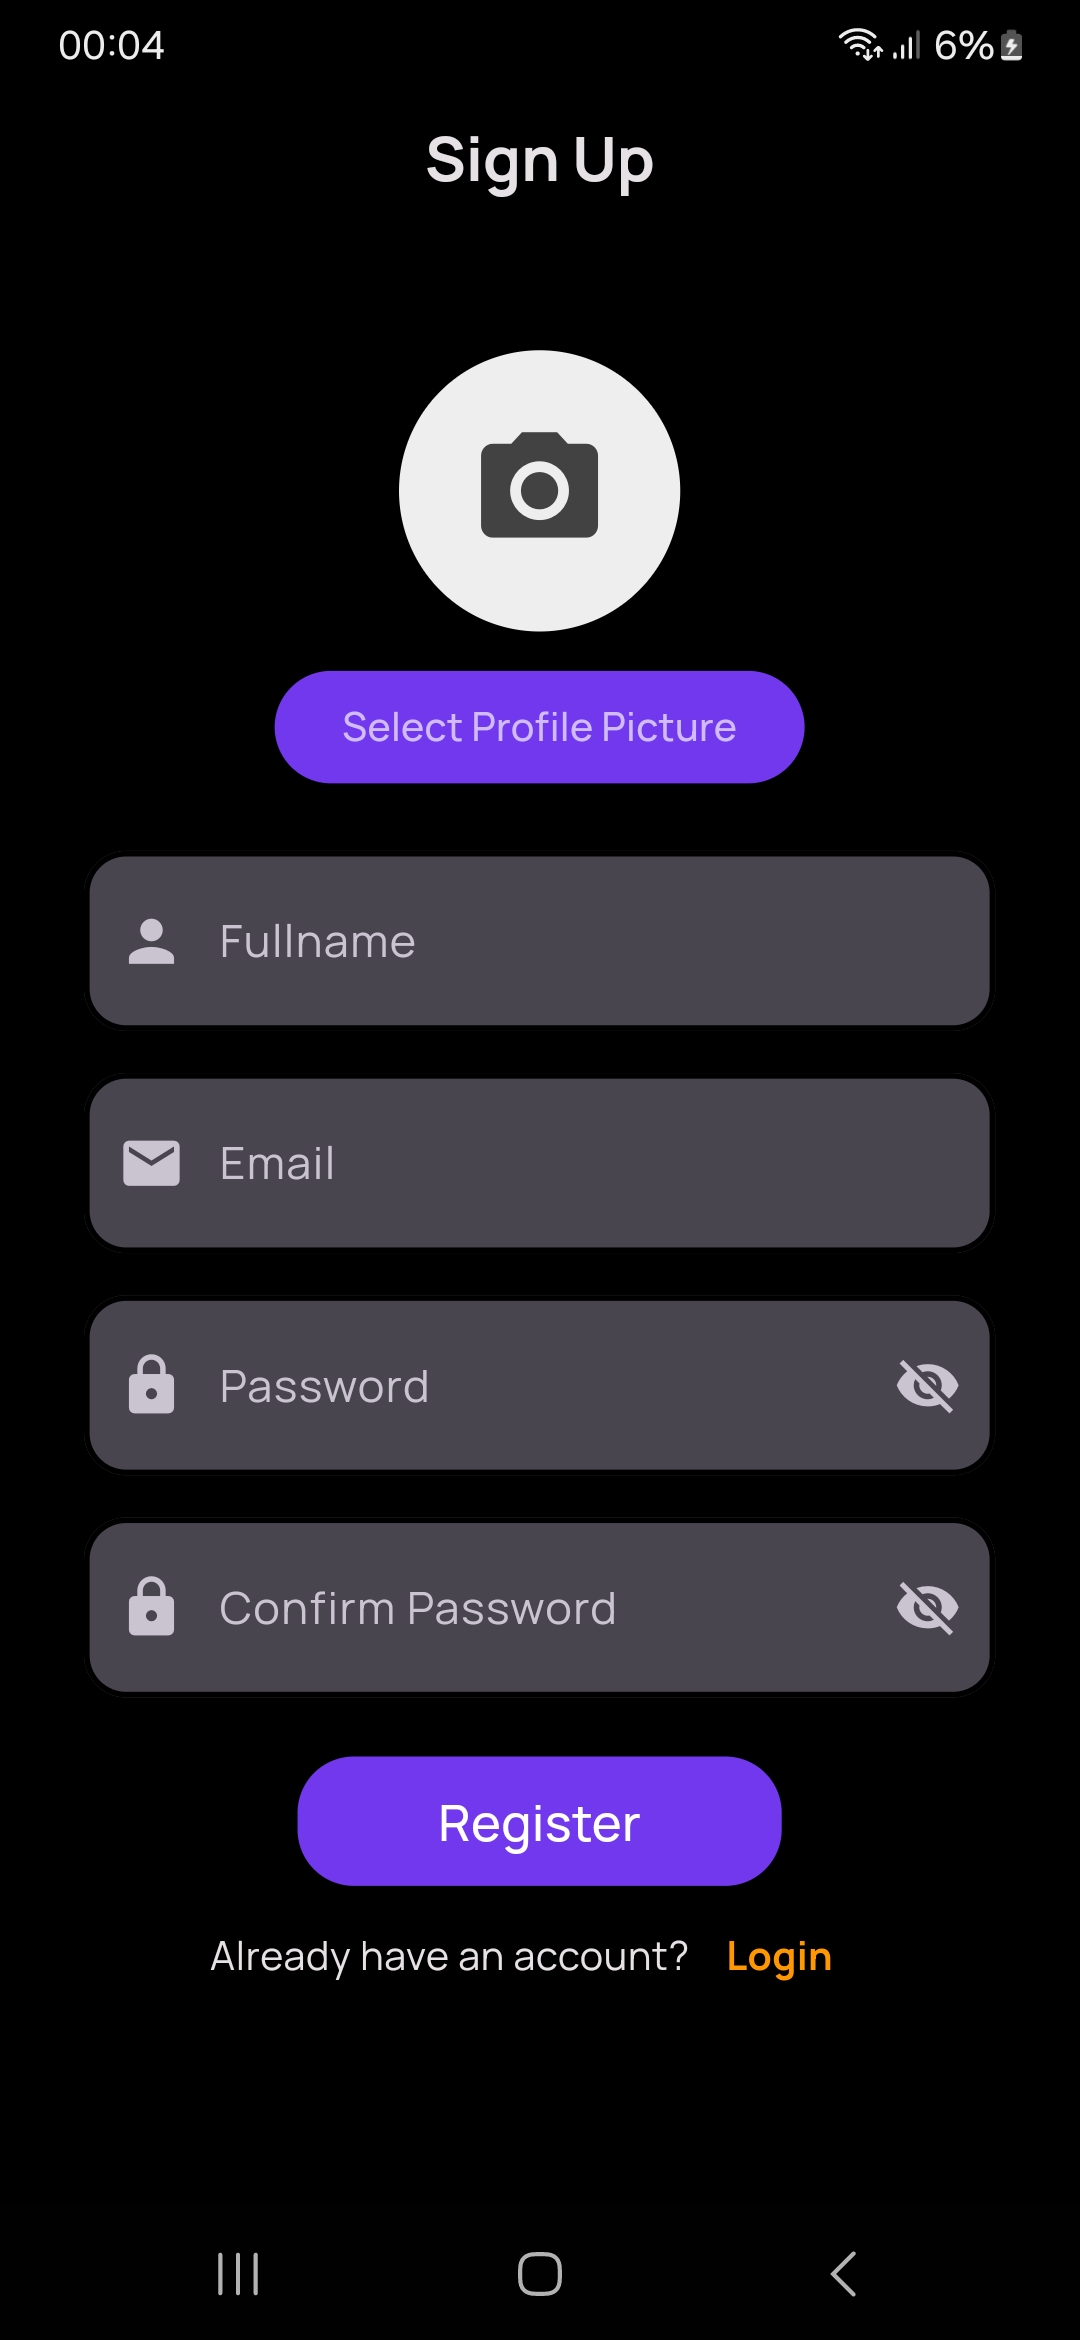 00:04 6%
Sign Up
Select Profile Picture
Fullname
Email
Password
Confirm Password
Register
Already have an account? Login